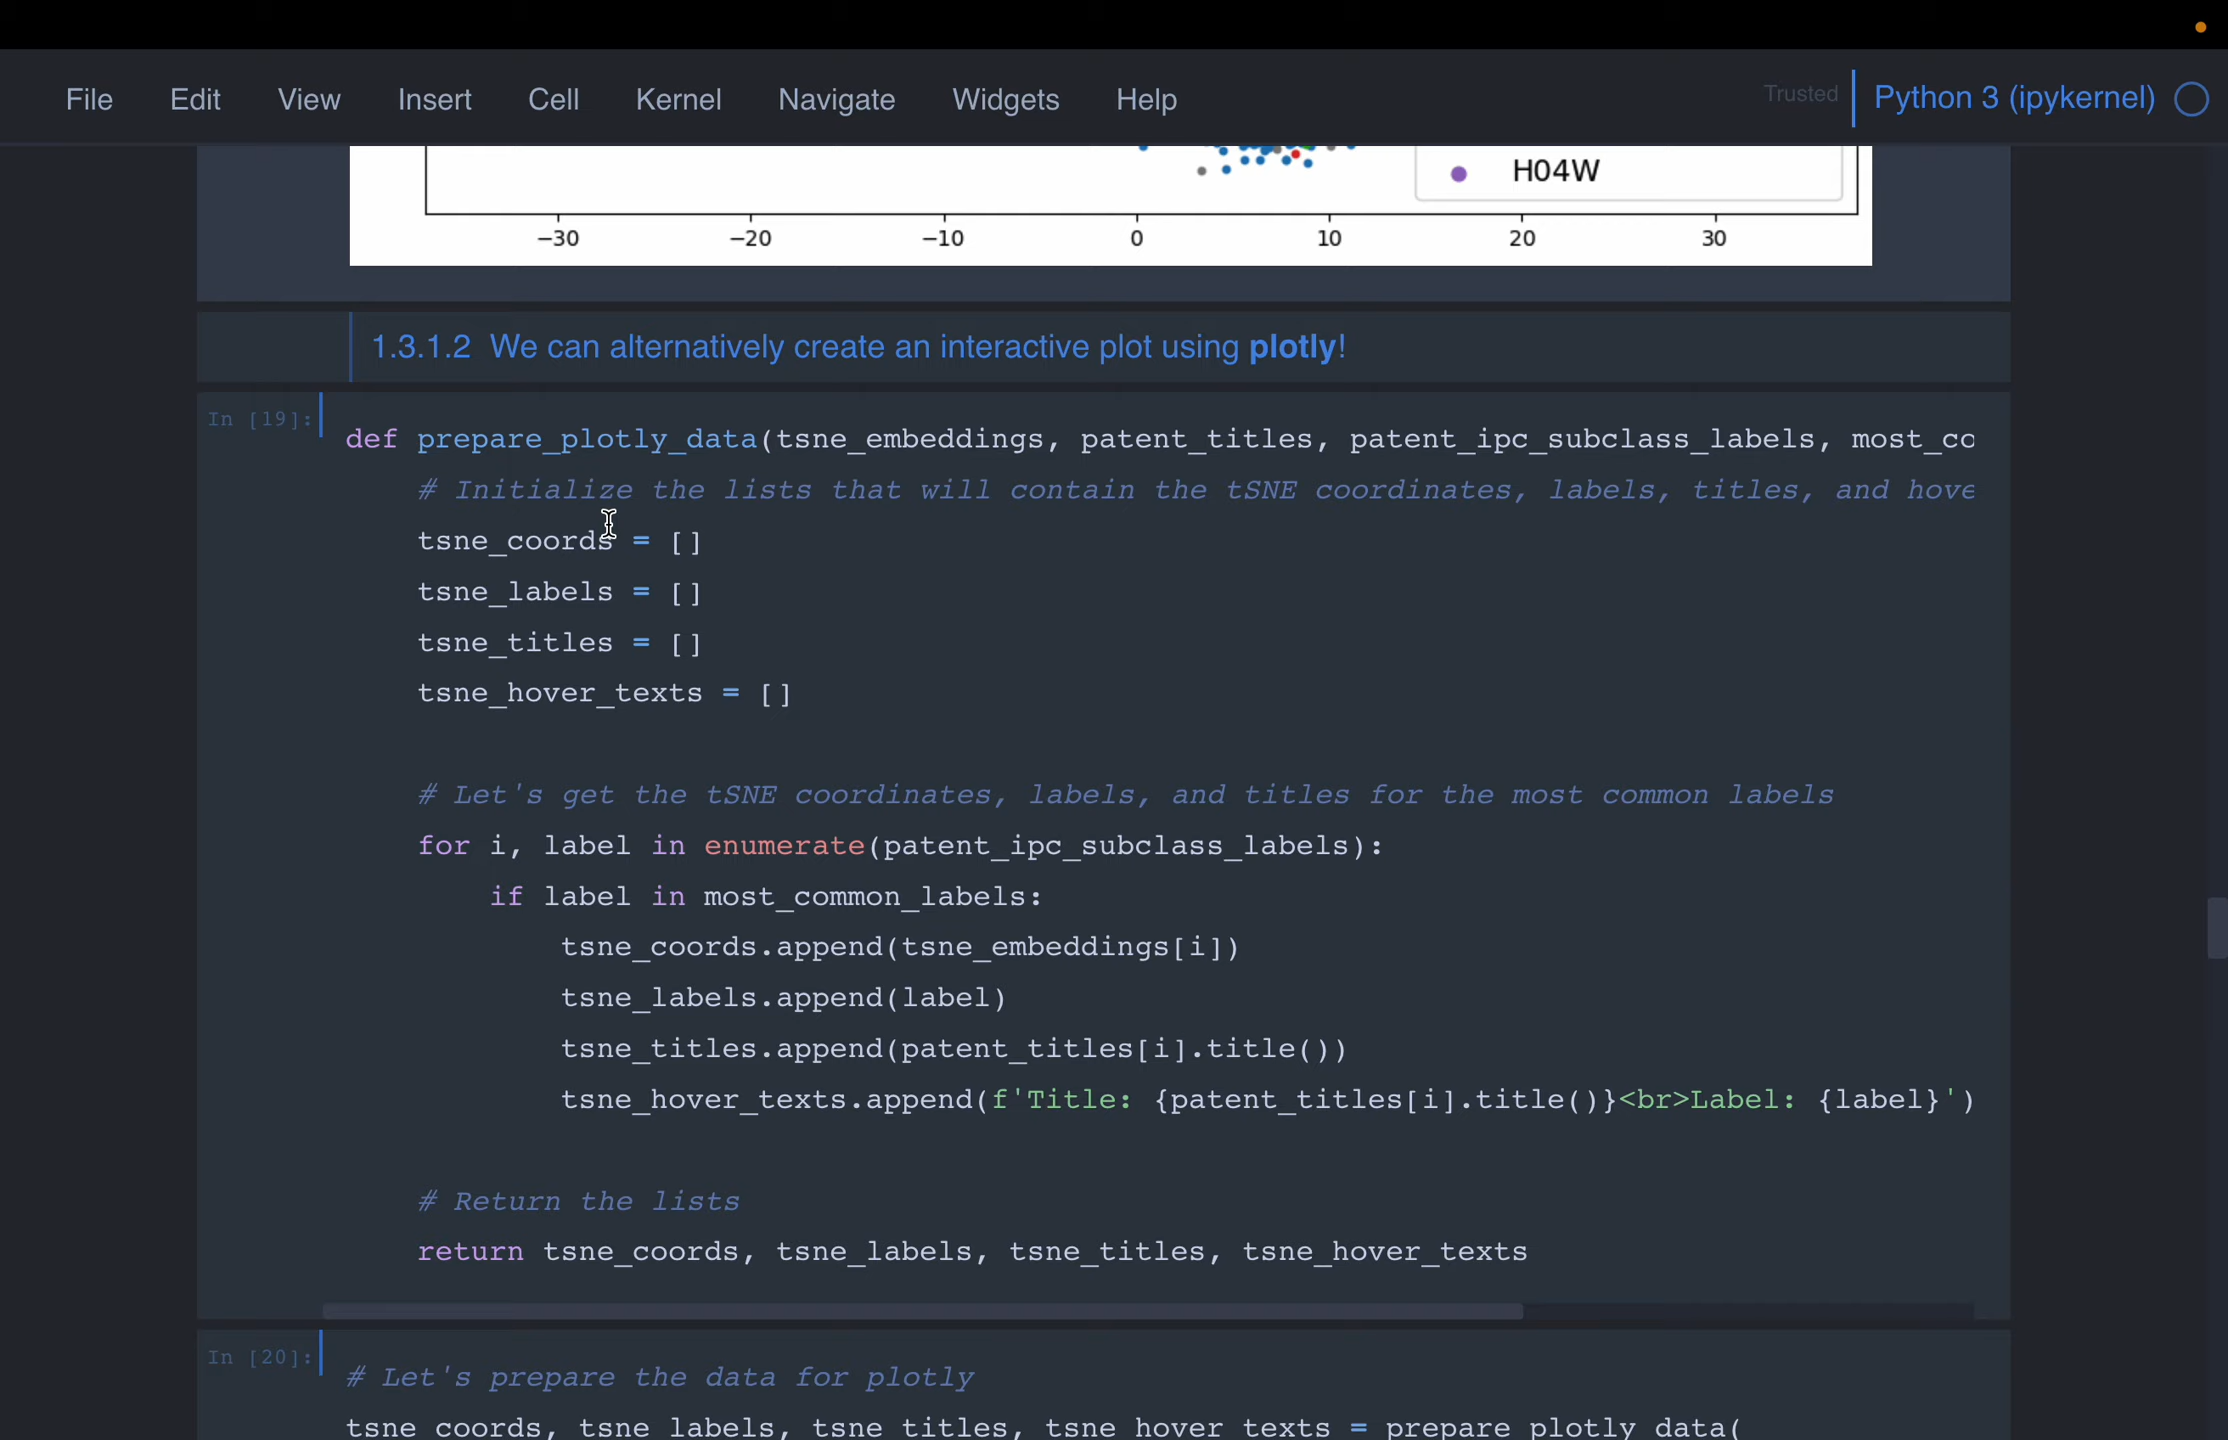 File Edit View Insert Cell Kernel Navigate Widgets Help Trusted Python 3 (ipykernel)
H04W
−30 −20 −10 0 10 20 30
1.3.1.2 We can alternatively create an interactive plot using plotly!
In [19]:
def prepare_plotly_data(tsne_embeddings, patent_titles, patent_ipc_subclass_labels, most_co
# Initialize the lists that will contain the tSNE coordinates, labels, titles, and hove
tsne_coords = []
tsne_labels = []
tsne_titles = []
tsne_hover_texts = []
# Let's get the tSNE coordinates, labels, and titles for the most common labels
for i, label in enumerate(patent_ipc_subclass_labels):
if label in most_common_labels:
tsne_coords.append(tsne_embeddings[i])
tsne_labels.append(label)
tsne_titles.append(patent_titles[i].title())
tsne_hover_texts.append(f'Title: {patent_titles[i].title()}<br>Label: {label}')
# Return the lists
return tsne_coords, tsne_labels, tsne_titles, tsne_hover_texts
In [20]:
# Let's prepare the data for plotly
tsne_coords, tsne_labels, tsne_titles, tsne_hover_texts = prepare_plotly_data(